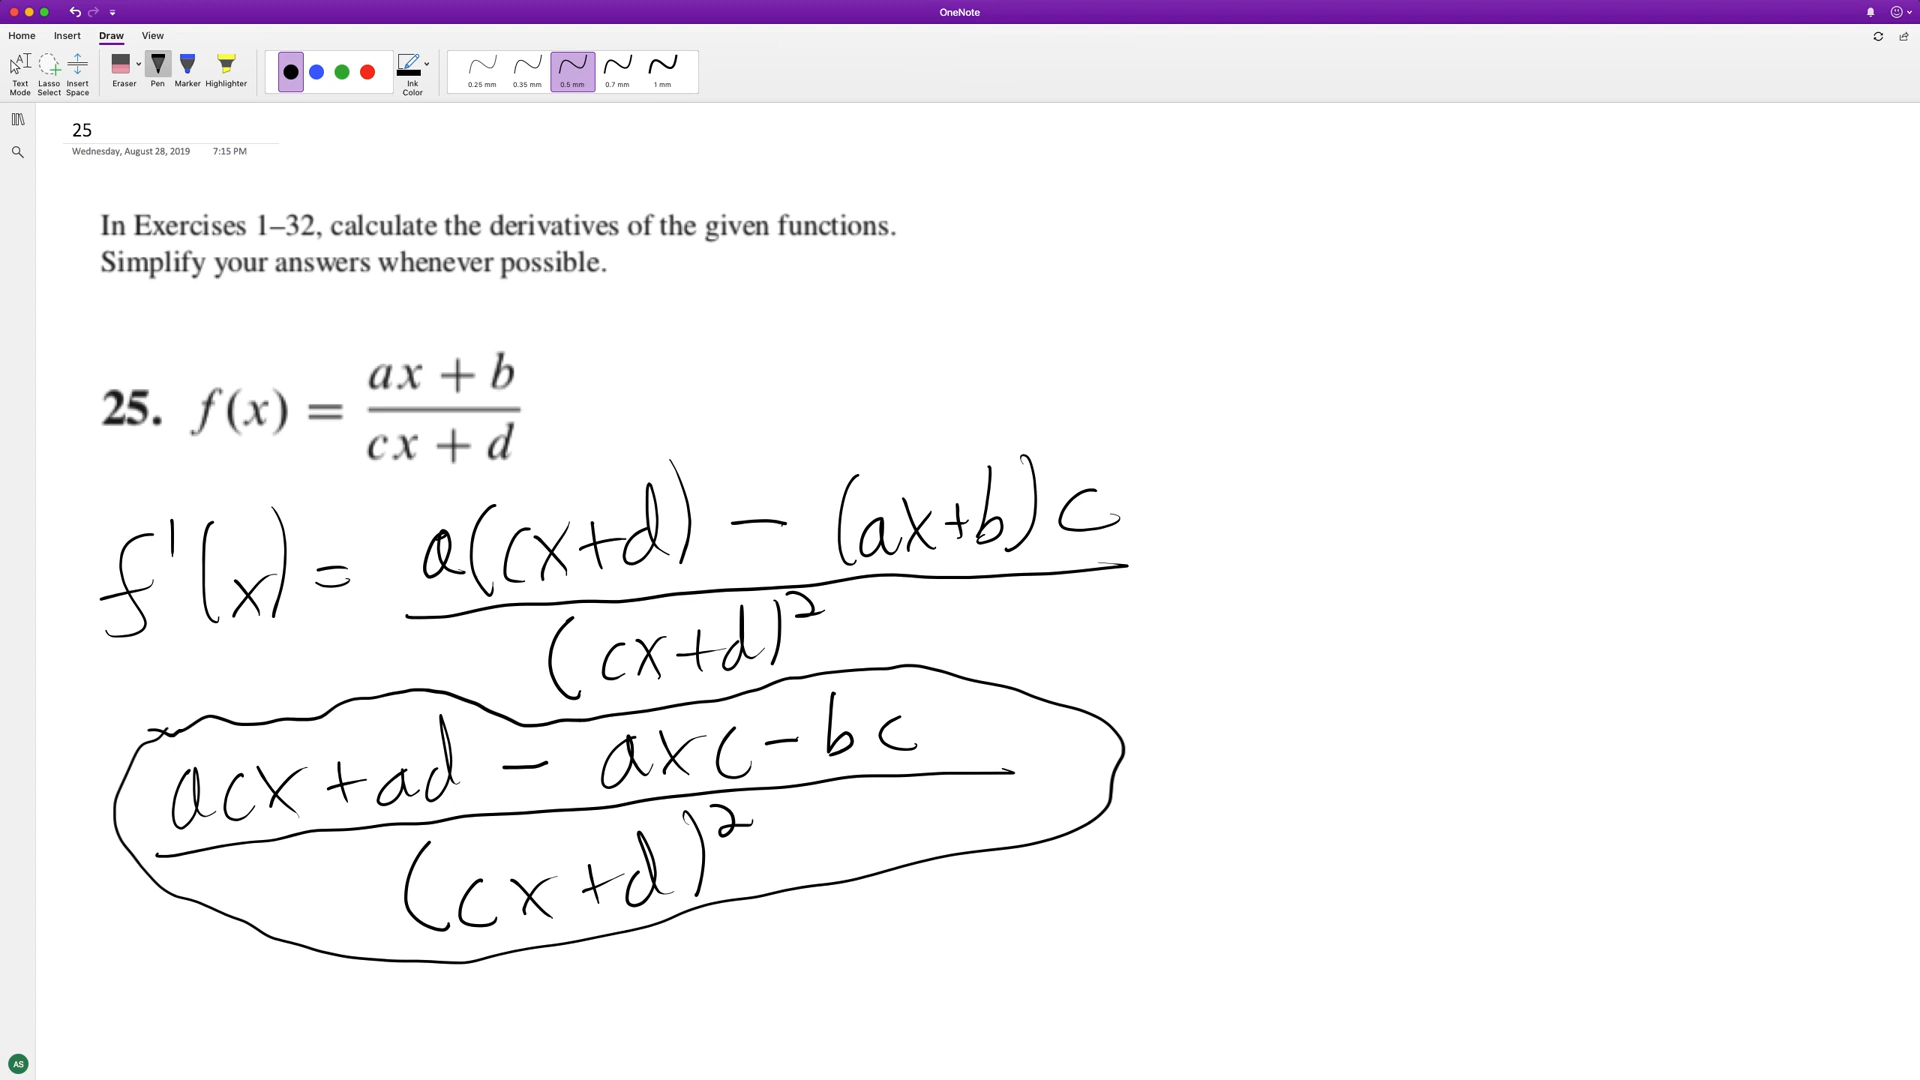 OneNote
Home Insert Draw View
Text Mode Lasso Select Insert Space Eraser Pen Marker Highlighter Ink Color 0.25 mm 0.35 mm 0.5 mm 0.7 mm 1 mm
25
Wednesday, August 28, 2019 7:15 PM
In Exercises 1–32, calculate the derivatives of the given functions.
Simplify your answers whenever possible.
ax + b
25. f(x) =
cx + d
f'(x) = a(cx+d) - (ax+b)c
(cx+d)²
acx+ad - axc-bc
(cx+d)²
AS